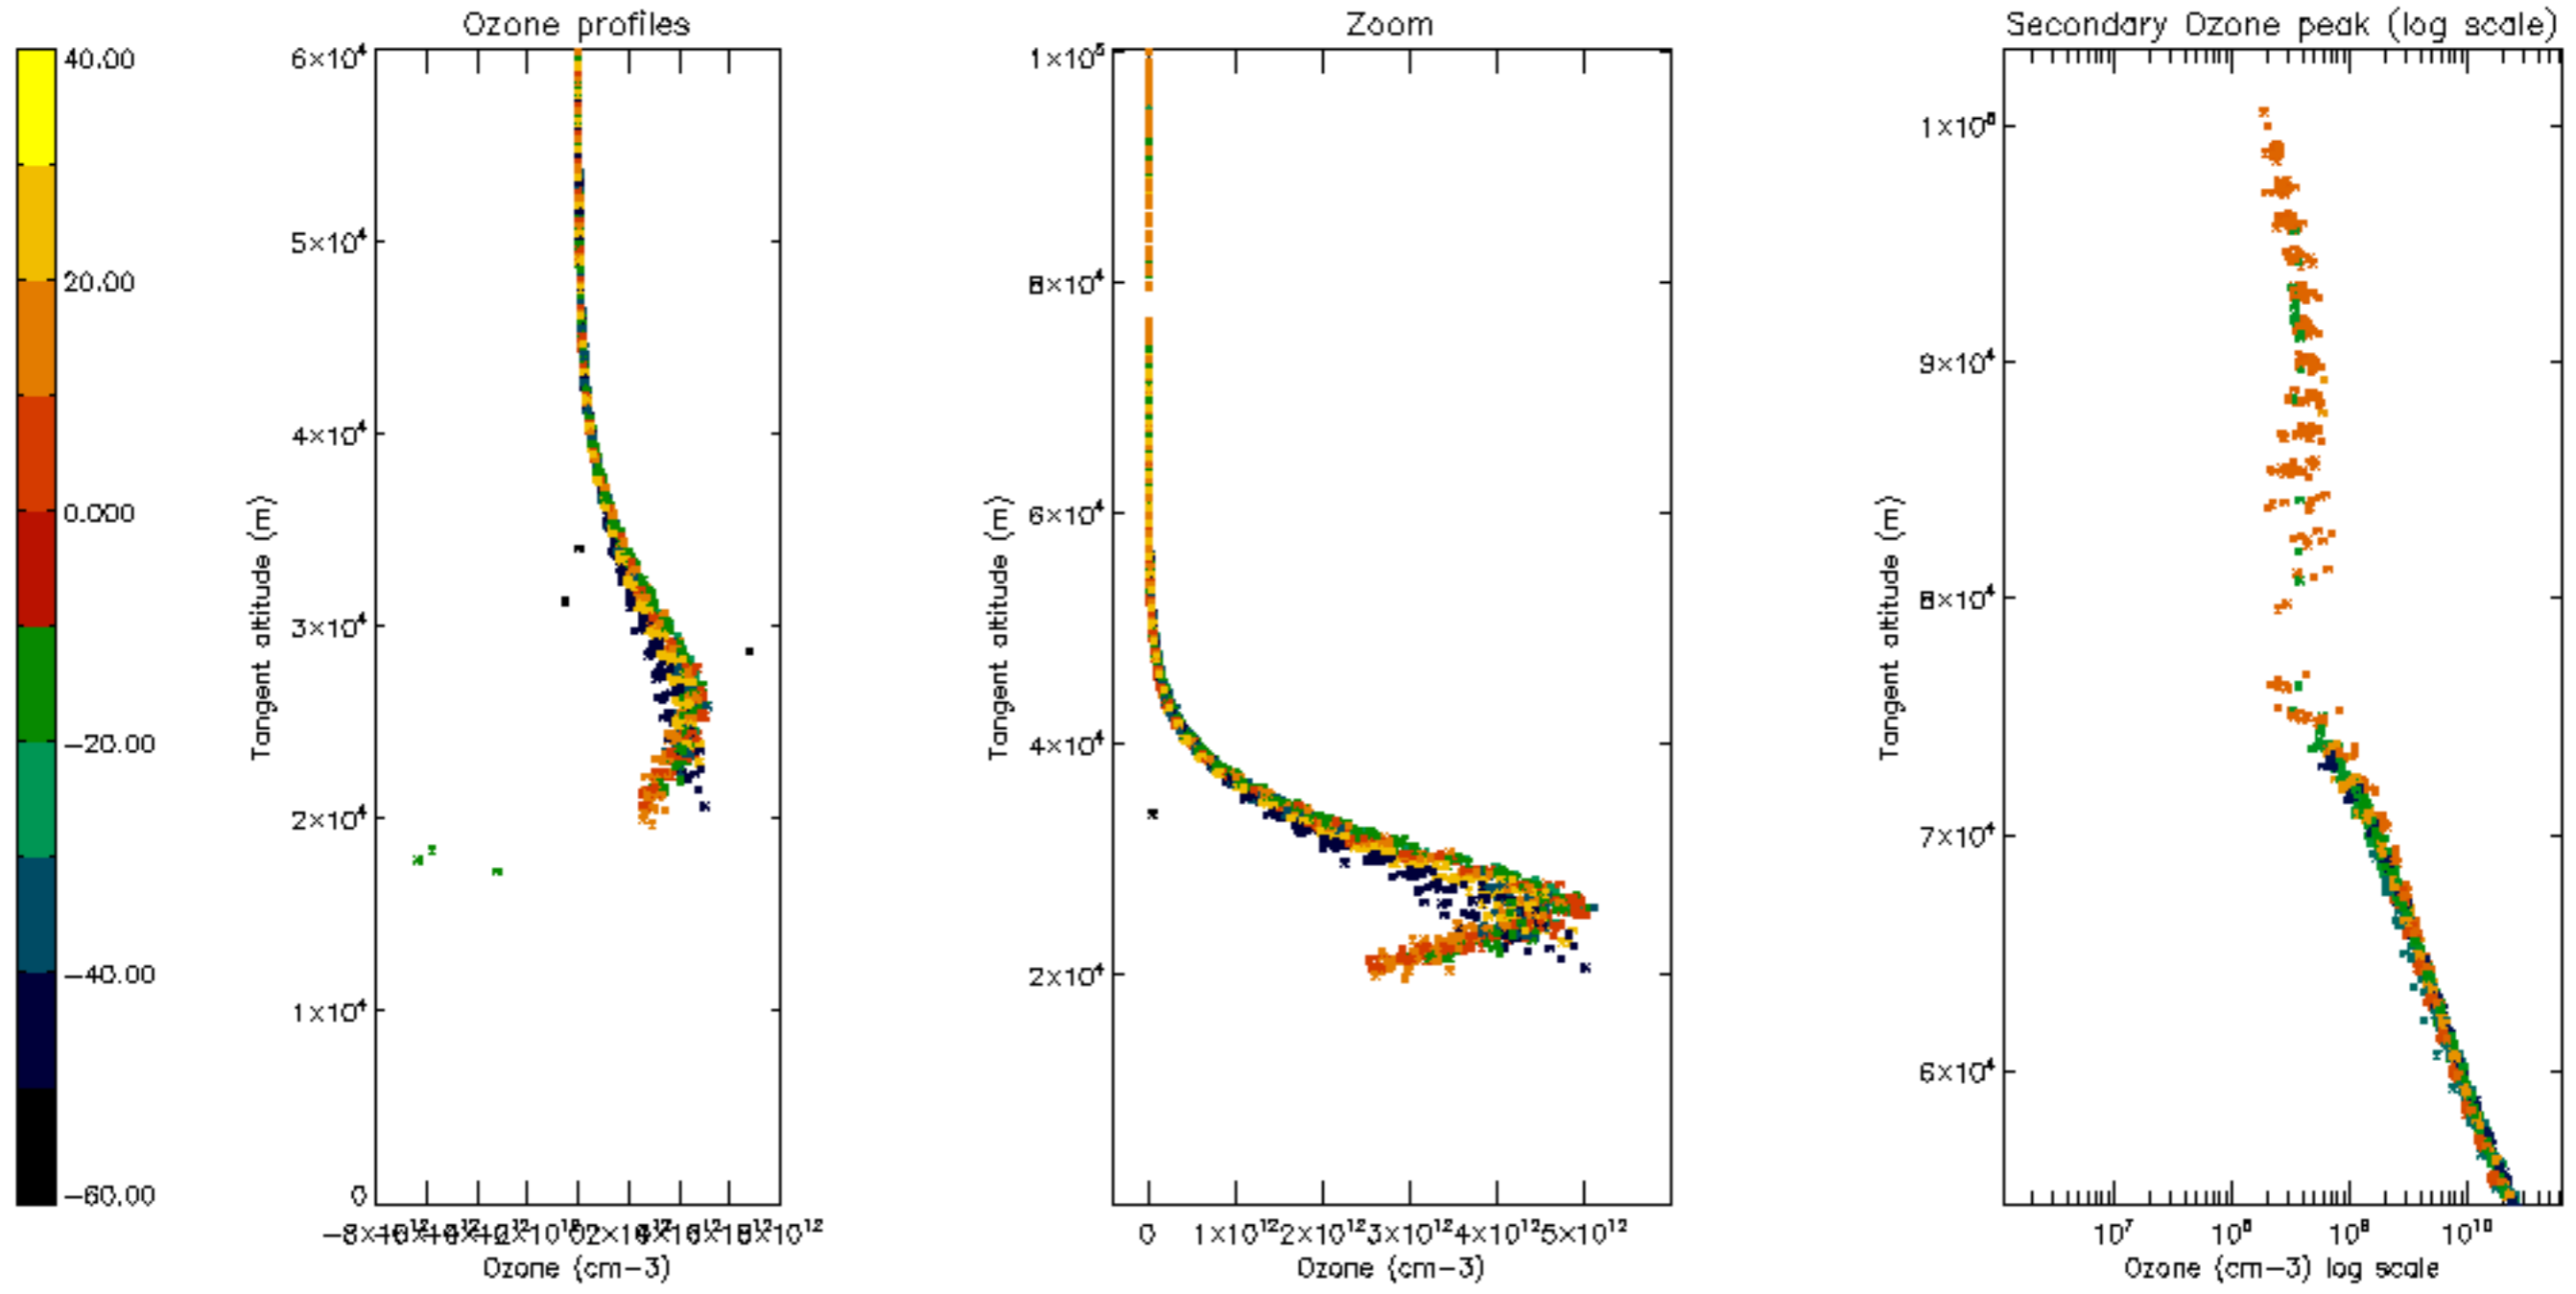 Ozone profiles
Zoom
Secondary Ozone peak (log scale)
40.00
20.00
0.000
-20.00
-40.00
-60.00
6×10⁴
5×10⁴
4×10⁴
3×10⁴
2×10⁴
1×10⁴
0
Tangent altitude (m)
Ozone (cm-3)
1×10⁵
8×10⁴
6×10⁴
4×10⁴
2×10⁴
Tangent altitude (m)
0 1×10¹² 2×10¹² 3×10¹² 4×10¹² 5×10¹²
Ozone (cm-3)
1×10⁵
9×10⁴
8×10⁴
7×10⁴
6×10⁴
Tangent altitude (m)
10⁷ 10⁸ 10⁹ 10¹⁰
Ozone (cm-3) log scale